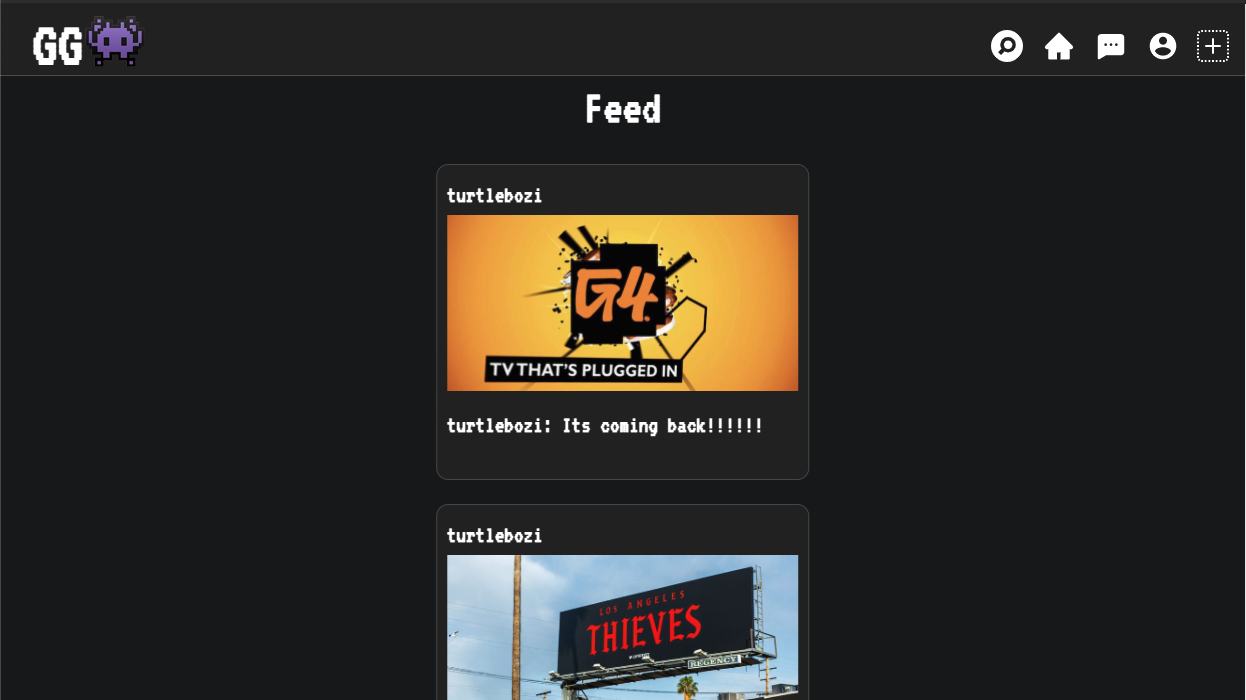 GG
Feed
turtlebozi
G4
TV THAT'S PLUGGED IN
turtlebozi: Its coming back!!!!!!
turtlebozi
LOS ANGELES
THIEVES
REGENCY